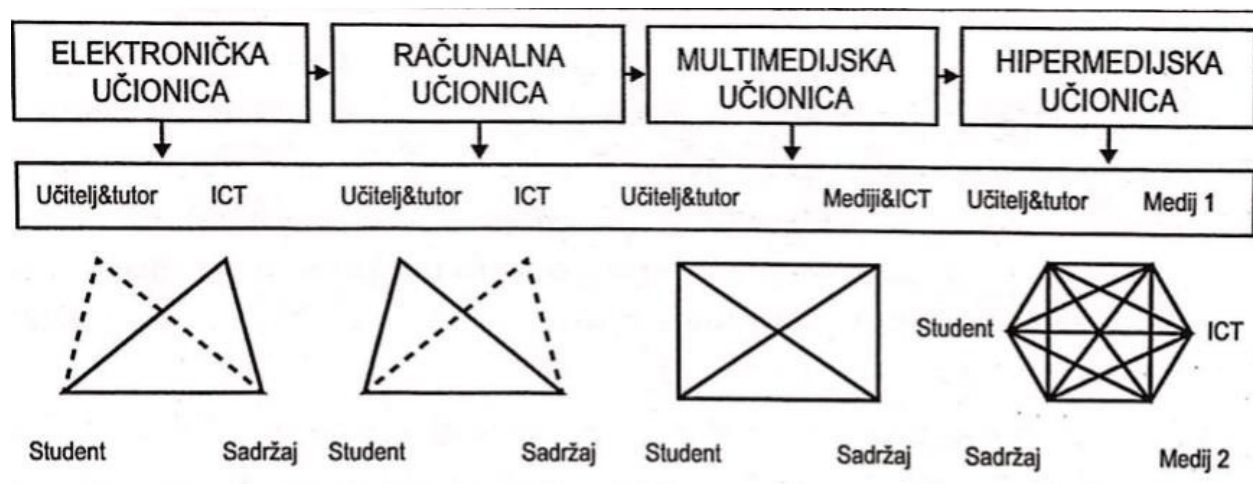 ELEKTRONIČKA
UČIONICA
RAČUNALNA
UČIONICA
MULTIMEDIJSKA
UČIONICA
HIPERMEDIJSKA
UČIONICA
Učitelj&tutor ICT Učitelj&tutor ICT Učitelj&tutor Mediji&ICT Učitelj&tutor Medij 1
Student ICT
Student Sadržaj Student Sadržaj Student Sadržaj Sadržaj Medij 2